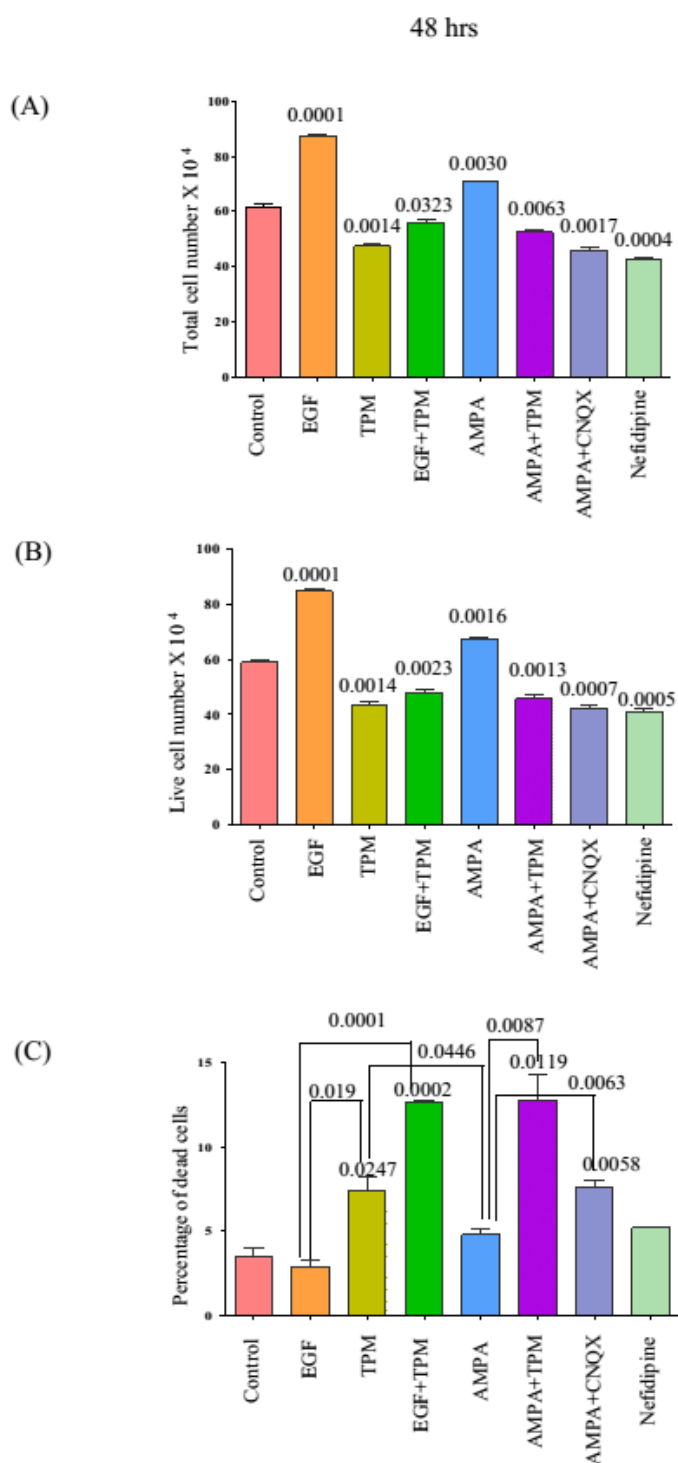 48 hrs
(A)
Total cell number X 10 4
100
80
60
40
20
0
0.0001
0.0014
0.0323
0.0030
0.0063
0.0017
0.0004
Control
EGF
TPM
EGF+TPM
AMPA
AMPA+TPM
AMPA+CNQX
Nefidipine
(B)
Live cell number X 10 4
100
80
60
40
20
0
0.0001
0.0014
0.0023
0.0016
0.0013
0.0007
0.0005
Control
EGF
TPM
EGF+TPM
AMPA
AMPA+TPM
AMPA+CNQX
Nefidipine
(C)
Percentage of dead cells
15
10
5
0
0.0001
0.0087
0.0446
0.0119
0.019
0.0002
0.0063
0.0247
0.0058
Control
EGF
TPM
EGF+TPM
AMPA
AMPA+TPM
AMPA+CNQX
Nefidipine